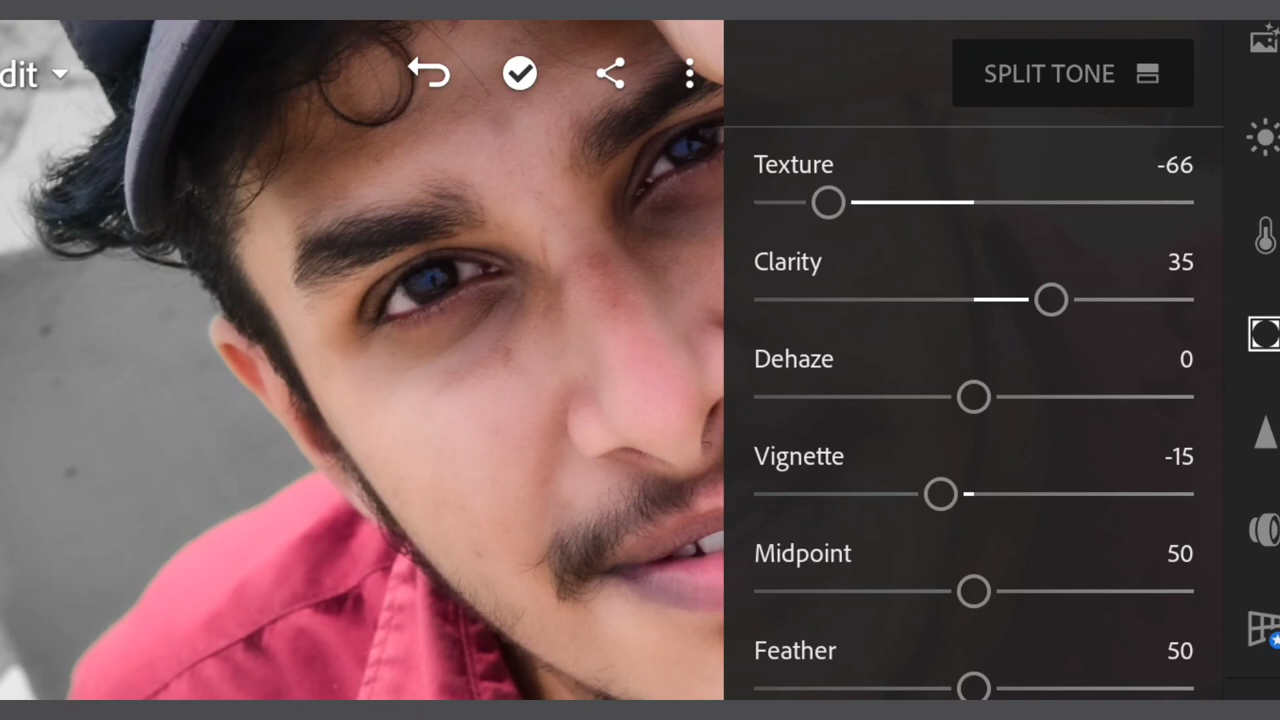 dit
SPLIT TONE
Texture -66
Clarity 35
Dehaze 0
Vignette -15
Midpoint 50
Feather 50